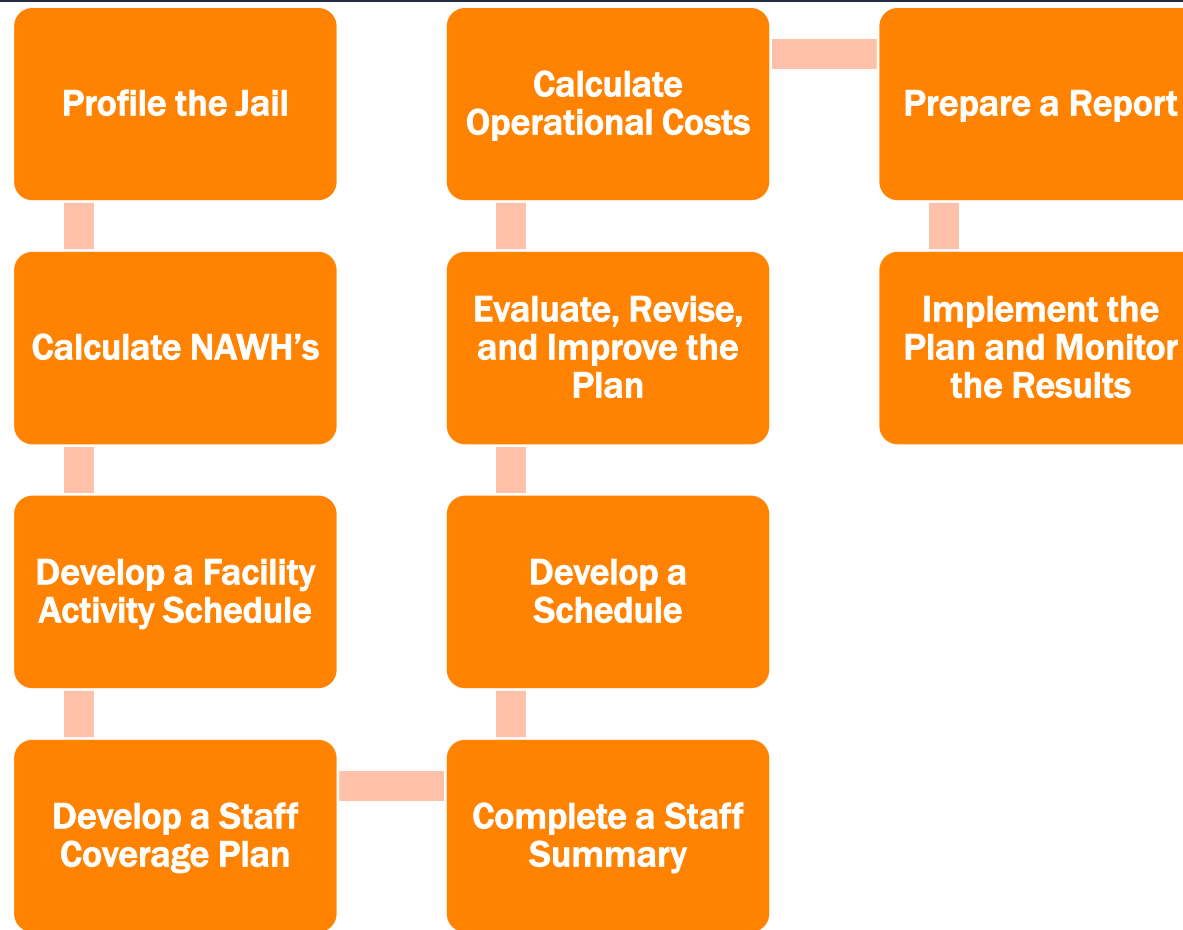 Profile the Jail
Calculate NAWH’s
Develop a Facility
Activity Schedule
Develop a Staff
Coverage Plan
Complete a Staff
Summary
Develop a
Schedule
Evaluate, Revise,
and Improve the
Plan
Calculate
Operational Costs
Prepare a Report
Implement the
Plan and Monitor
the Results